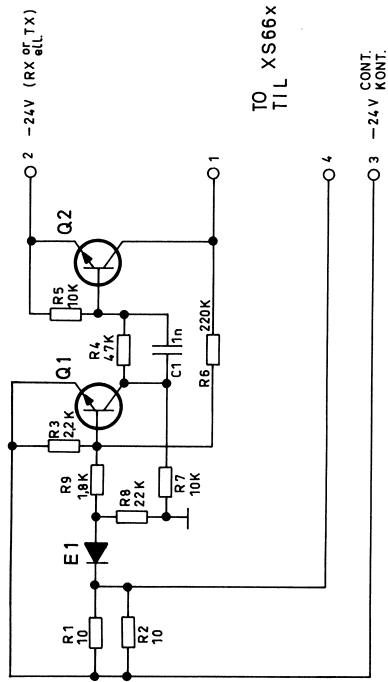 2 -24V (RX or TX)
ell.
1
TO XS66x
TIL
4
3 -24V CONT.
KONT.
Q2
R5
10K
R4
47K
C1
1n
R6
220K
Q1
R3
2,2K
R9
1,8K
R8
22K
R7
10K
E1
R1
10
R2
10